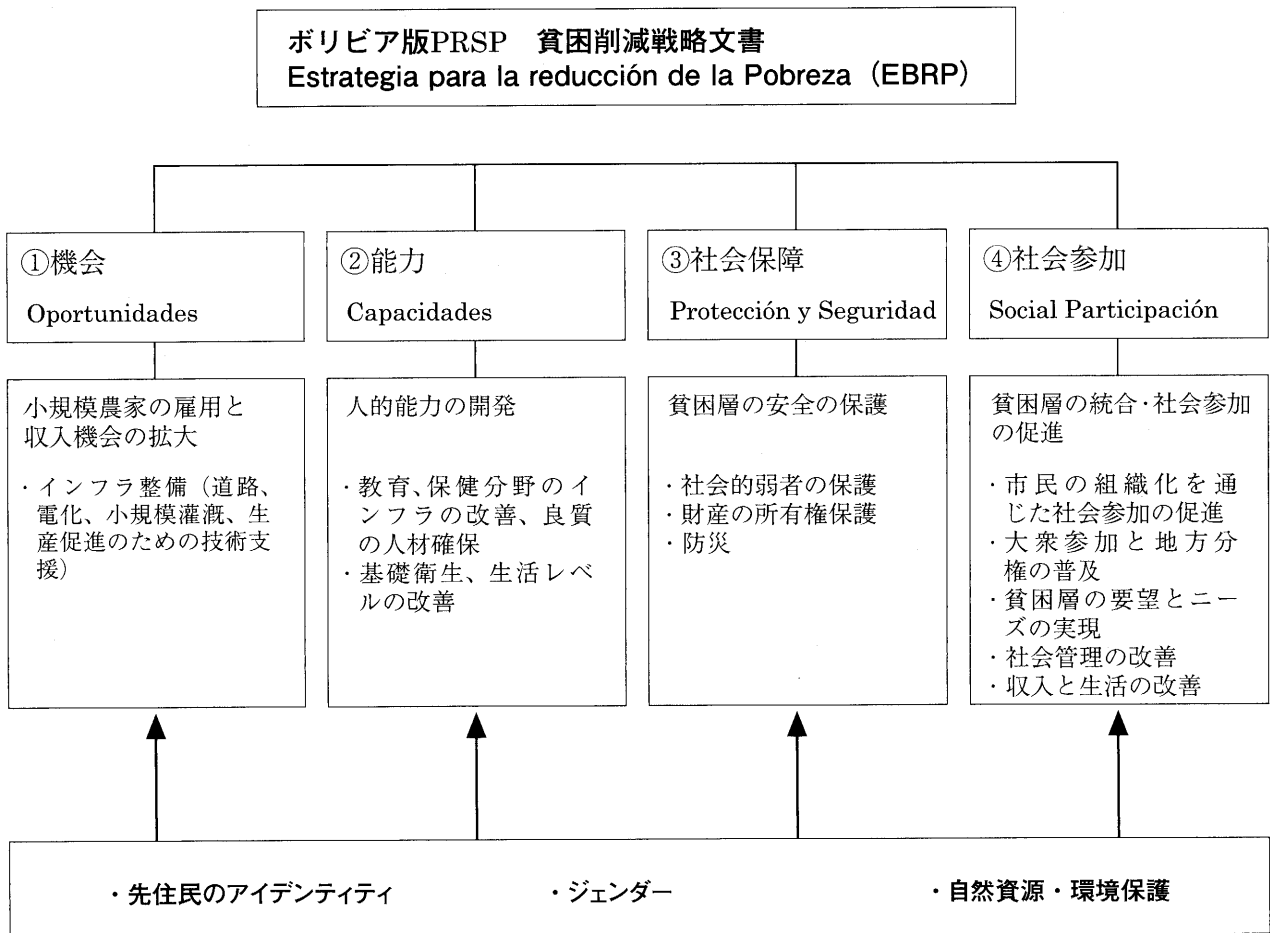 ボリビア版PRSP 貧困削減戦略文書
Estrategia para la reducción de la Pobreza (EBRP)
①機会
Oportunidades
②能力
Capacidades
③社会保障
Protección y Seguridad
④社会参加
Social Participación
小規模農家の雇用と
収入機会の拡大
・インフラ整備(道路、
電化、小規模灌漑、生
産促進のための技術支
援)
人的能力の開発
・教育、保健分野のイ
ンフラの改善、良質
の人材確保
・基礎衛生、生活レベ
ルの改善
貧困層の安全の保護
・社会的弱者の保護
・財産の所有権保護
・防災
貧困層の統合・社会参加
の促進
・市民の組織化を通
じた社会参加の促進
・大衆参加と地方分
権の普及
・貧困層の要望とニー
ズの実現
・社会管理の改善
・収入と生活の改善
・先住民のアイデンティティ
・ジェンダー
・自然資源・環境保護